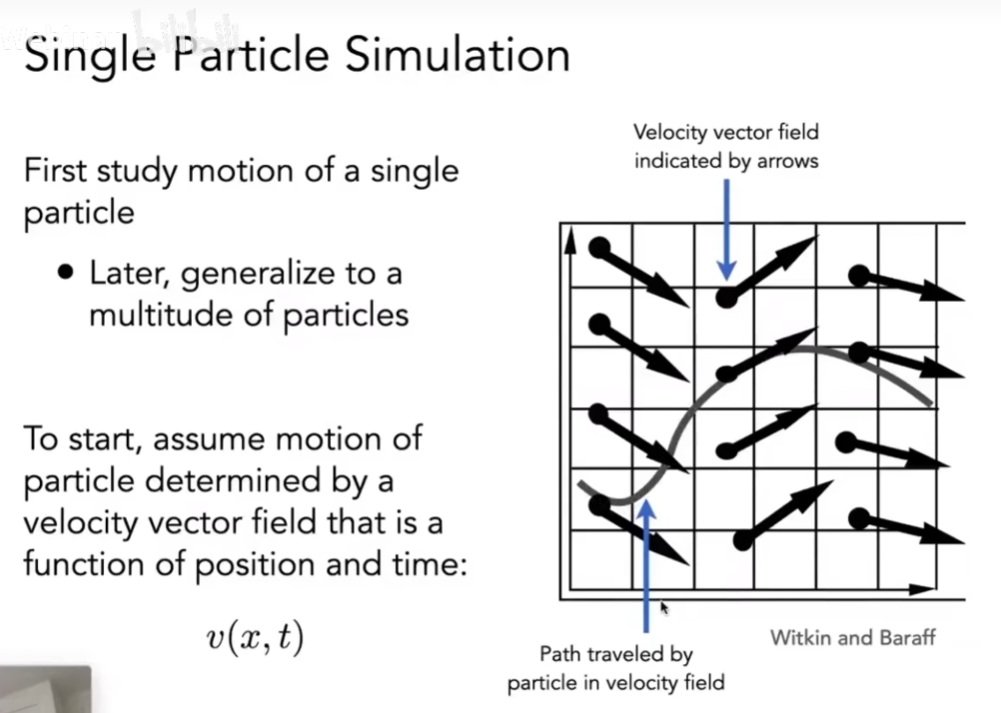 Single Particle Simulation
First study motion of a single
particle
• Later, generalize to a
multitude of particles
To start, assume motion of
particle determined by a
velocity vector field that is a
function of position and time:
v(x, t)
Velocity vector field
indicated by arrows
Path traveled by
particle in velocity field
Witkin and Baraff
bilibili